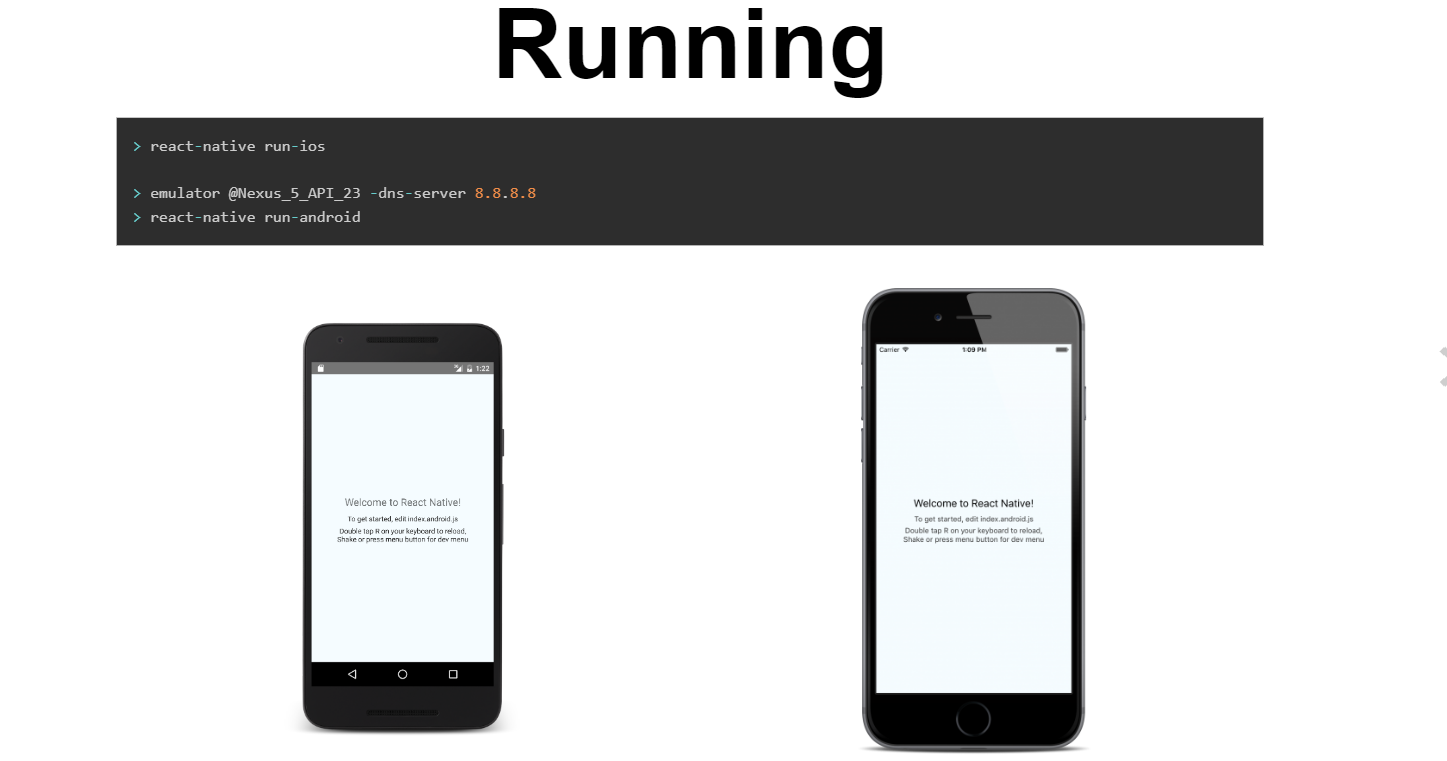 Running
> react-native run-ios
> emulator @Nexus_5_API_23 -dns-server 8.8.8.8
> react-native run-android
1:22
Welcome to React Native!
To get started, edit index.android.js
Double tap R on your keyboard to reload,
Shake or press menu button for dev menu
Carrier 1:09 PM
Welcome to React Native!
To get started, edit index.android.js
Double tap R on your keyboard to reload,
Shake or press menu button for dev menu